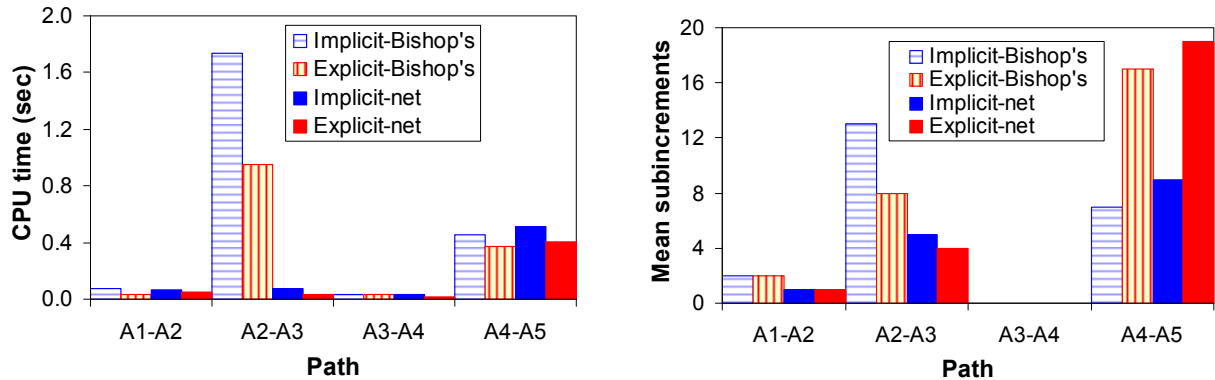 CPU time (sec)
2.0
1.6
1.2
0.8
0.4
0.0
Implicit-Bishop's
Explicit-Bishop's
Implicit-net
Explicit-net
A1-A2 A2-A3 A3-A4 A4-A5
Path
Mean subincrements
20
16
12
8
4
0
Implicit-Bishop's
Explicit-Bishop's
Implicit-net
Explicit-net
A1-A2 A2-A3 A3-A4 A4-A5
Path